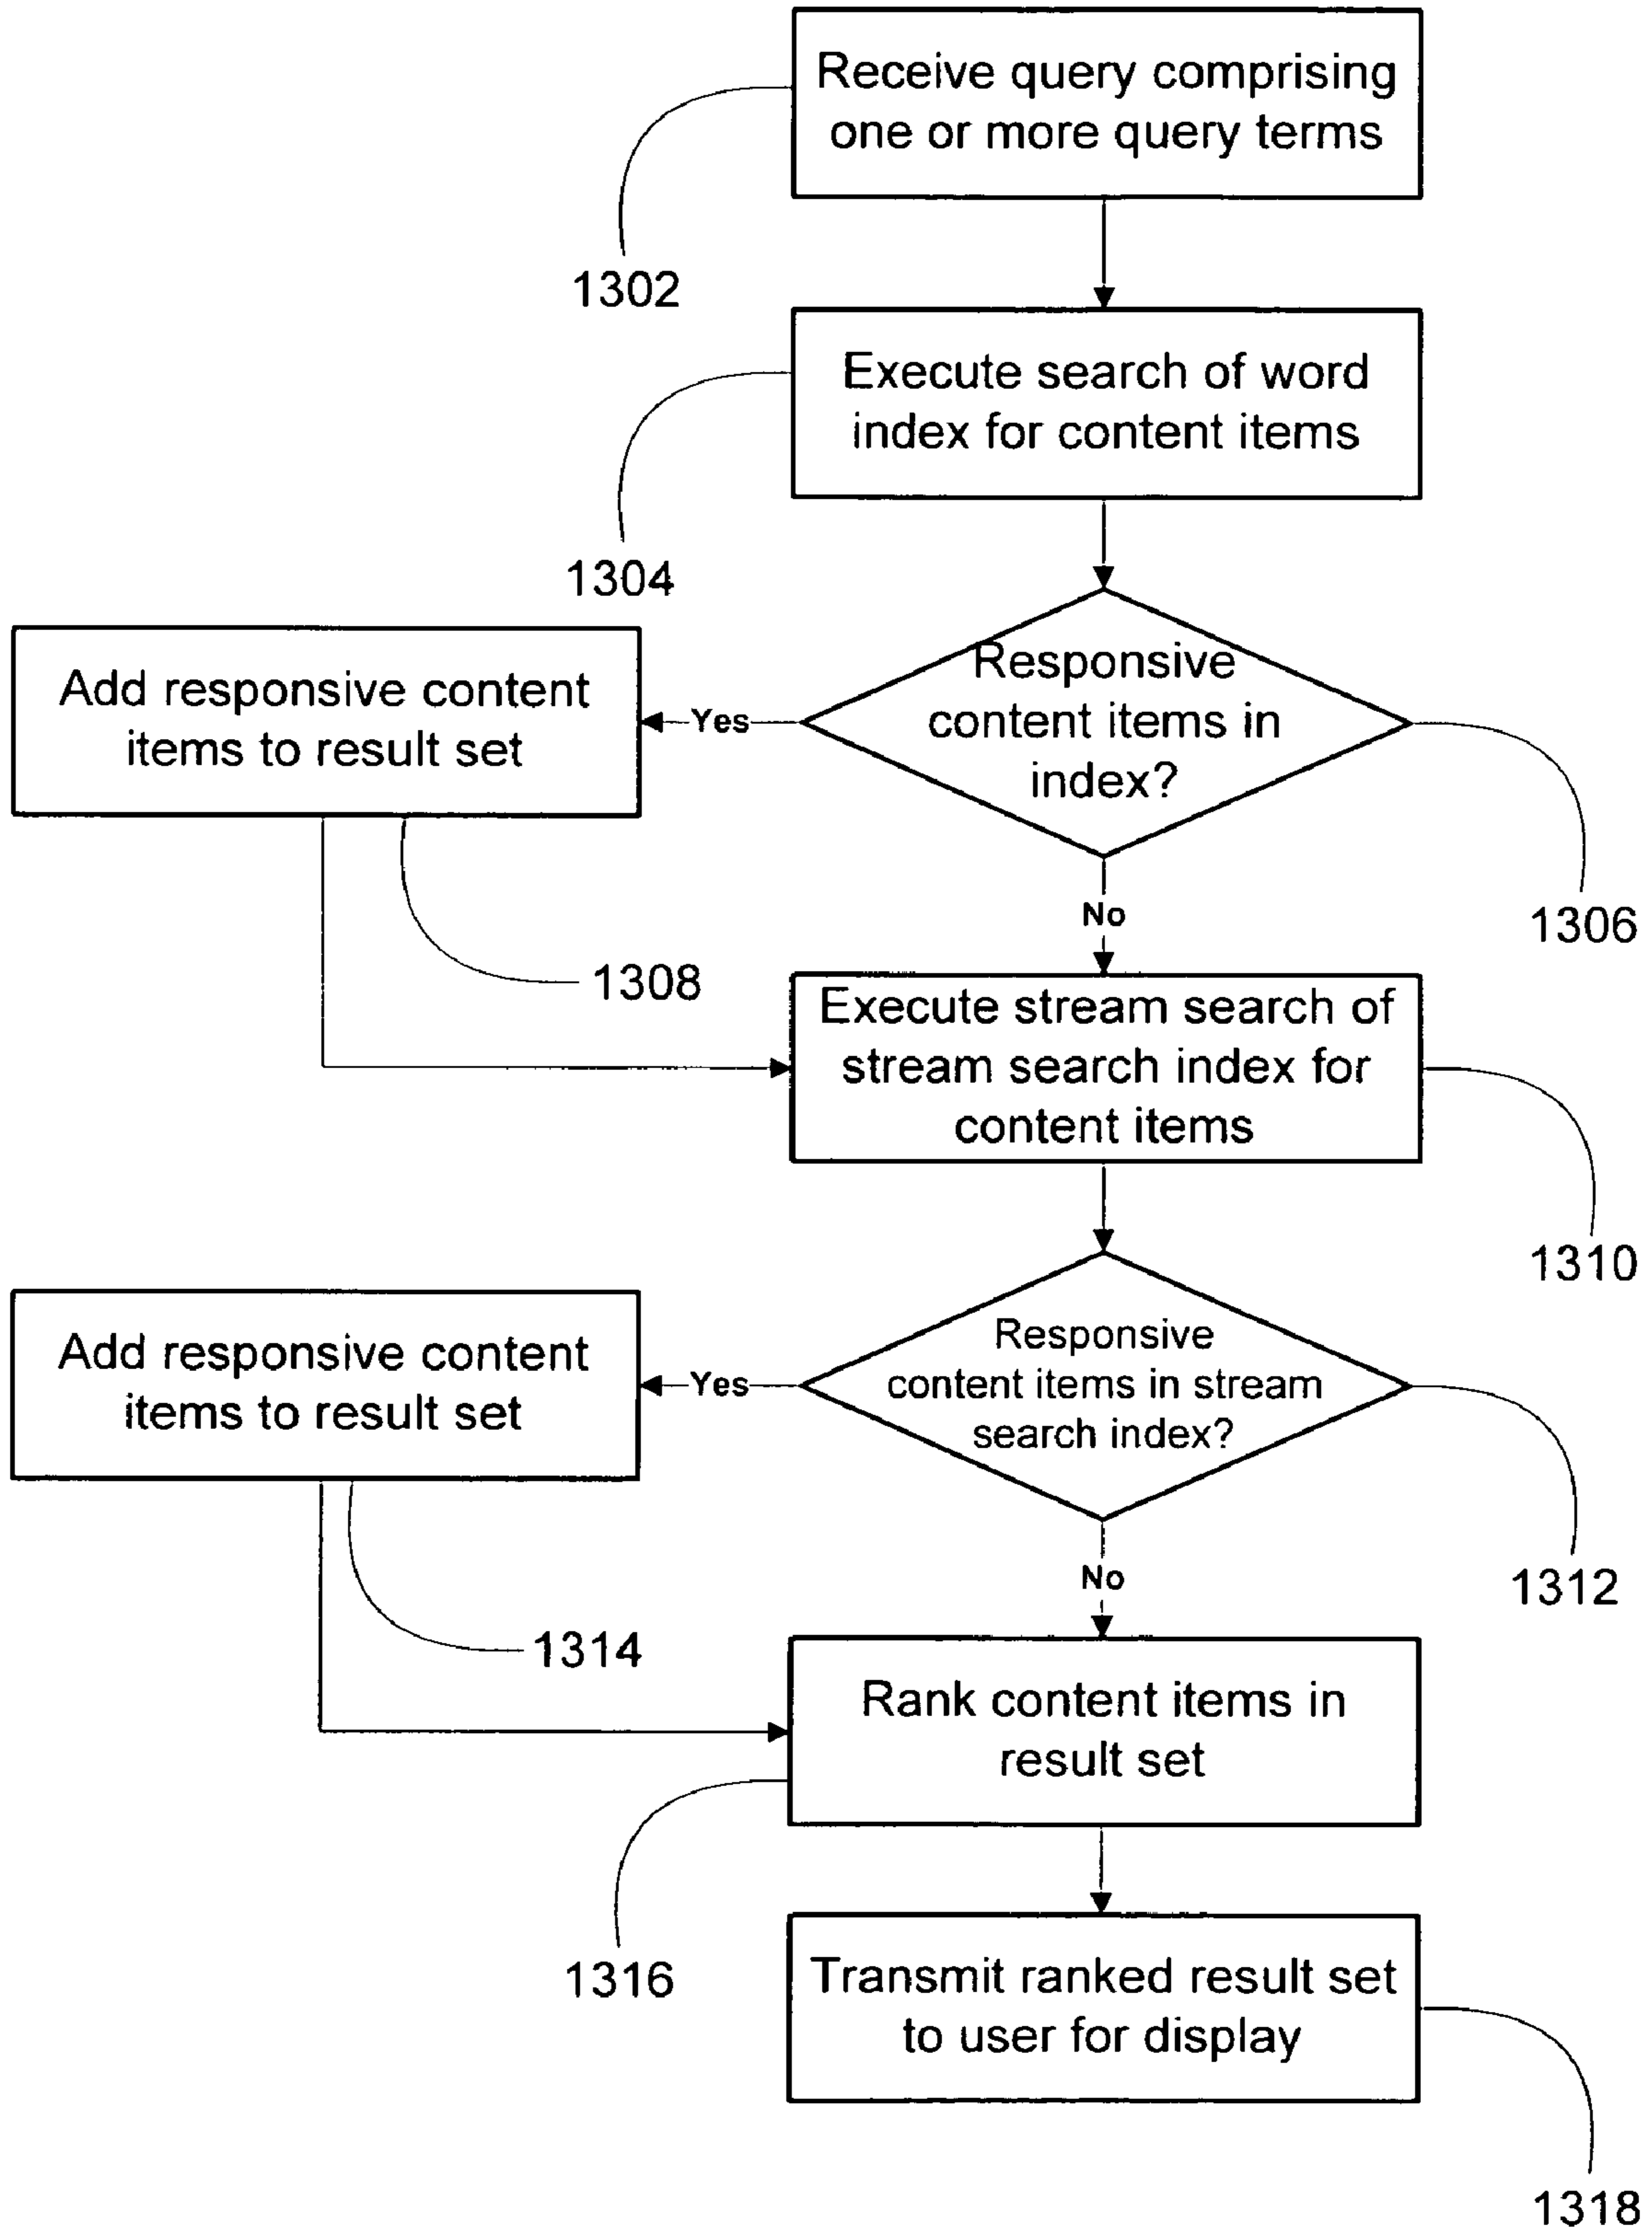 Receive query comprising
one or more query terms
1302
Execute search of word
index for content items
1304
Responsive
content items in
index?
Yes
Add responsive content
items to result set
1306
No
1308
Execute stream search of
stream search index for
content items
1310
Responsive
content items in stream
search index?
Yes
Add responsive content
items to result set
1312
No
1314
Rank content items in
result set
1316
Transmit ranked result set
to user for display
1318